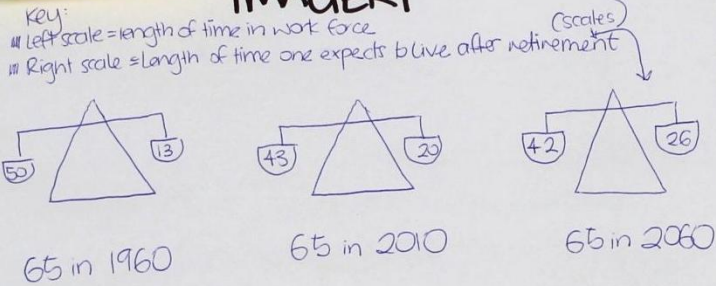 IMAGERY
Key:
" Left scale = length of time in work force
(scales)
" Right scale = Length of time one expects to live after retirement
50 13 43 20 42 26
65 in 1960 65 in 2010 65 in 2060